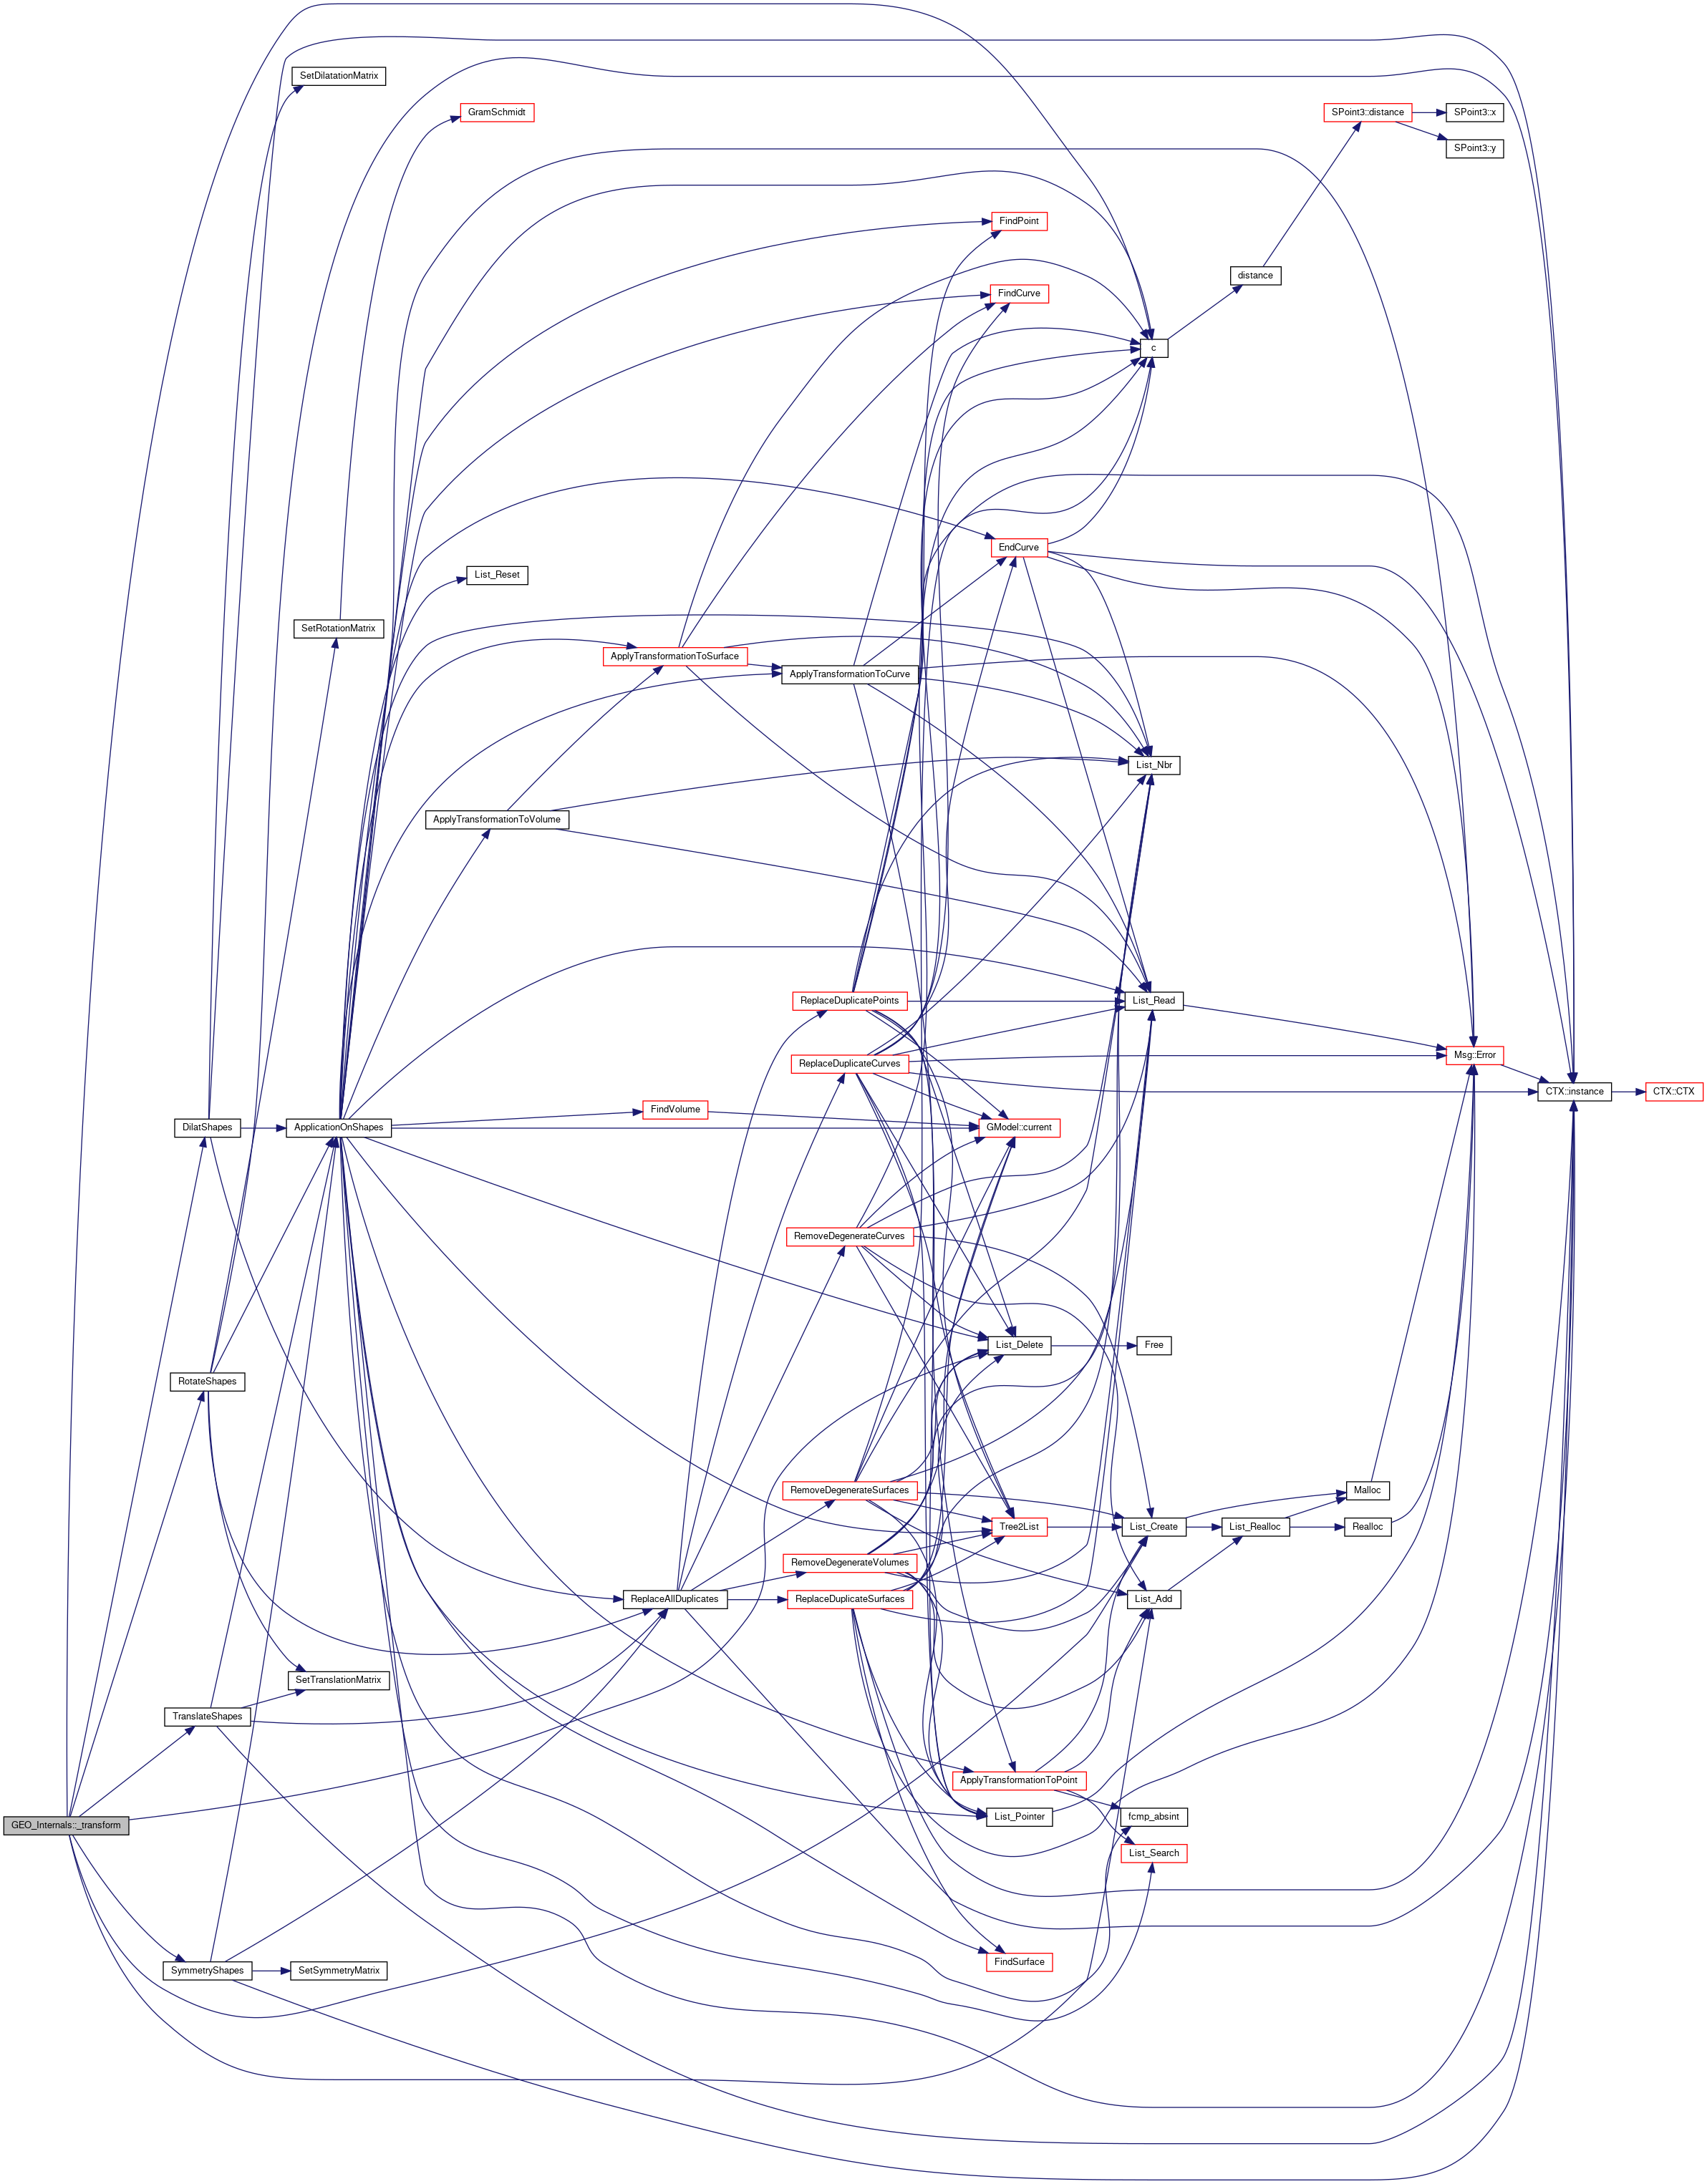 SetDilatationMatrix
GramSchmidt
SPoint3::distance
SPoint3::x
SPoint3::y
FindPoint
distance
FindCurve
c
EndCurve
List_Reset
SetRotationMatrix
ApplyTransformationToSurface
ApplyTransformationToCurve
List_Nbr
ApplyTransformationToVolume
ReplaceDuplicatePoints
List_Read
ReplaceDuplicateCurves
Msg::Error
CTX::instance
CTX::CTX
FindVolume
DilatShapes
ApplicationOnShapes
GModel::current
RemoveDegenerateCurves
List_Delete
Free
RotateShapes
RemoveDegenerateSurfaces
Malloc
Tree2List
List_Create
List_Realloc
Realloc
RemoveDegenerateVolumes
ReplaceAllDuplicates
ReplaceDuplicateSurfaces
List_Add
SetTranslationMatrix
TranslateShapes
ApplyTransformationToPoint
List_Pointer
fcmp_absint
GEO_Internals::_transform
List_Search
FindSurface
SymmetryShapes
SetSymmetryMatrix